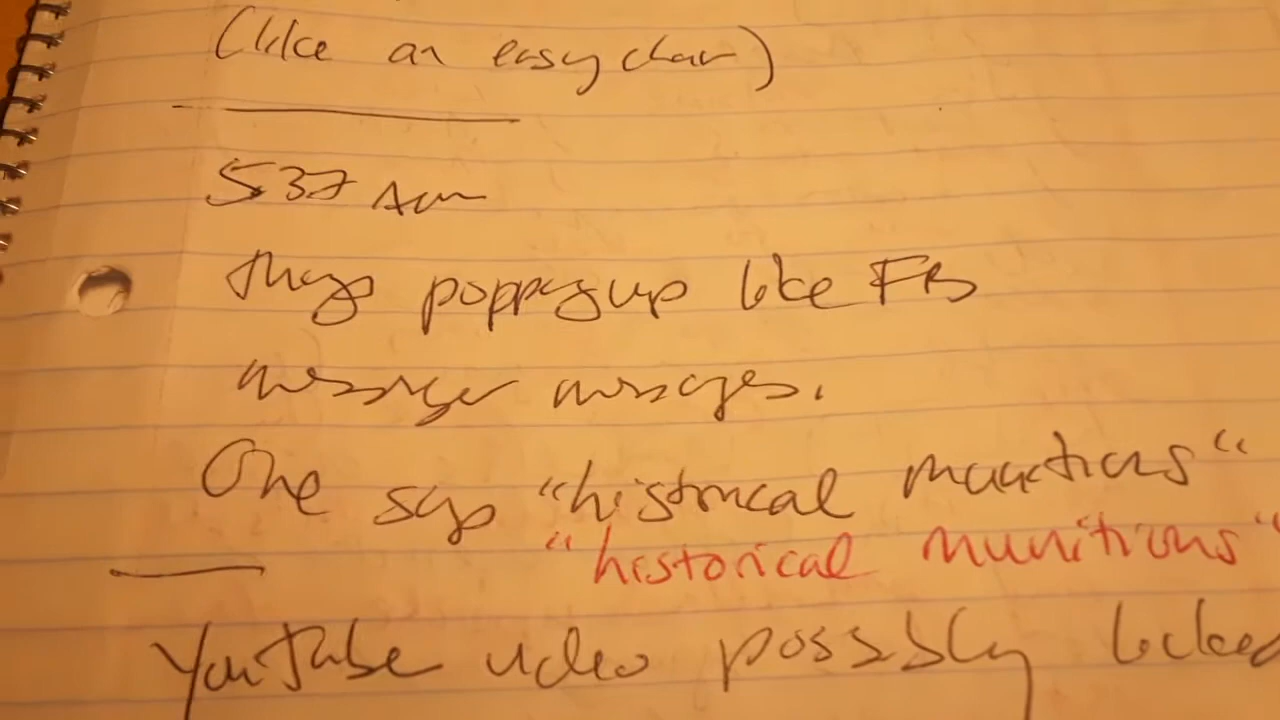 (like an easy chair)
537 Am
things popping up like FB
messenger messages.
One says "historical munitions"
"historical munitions"
YouTube video possibly locked